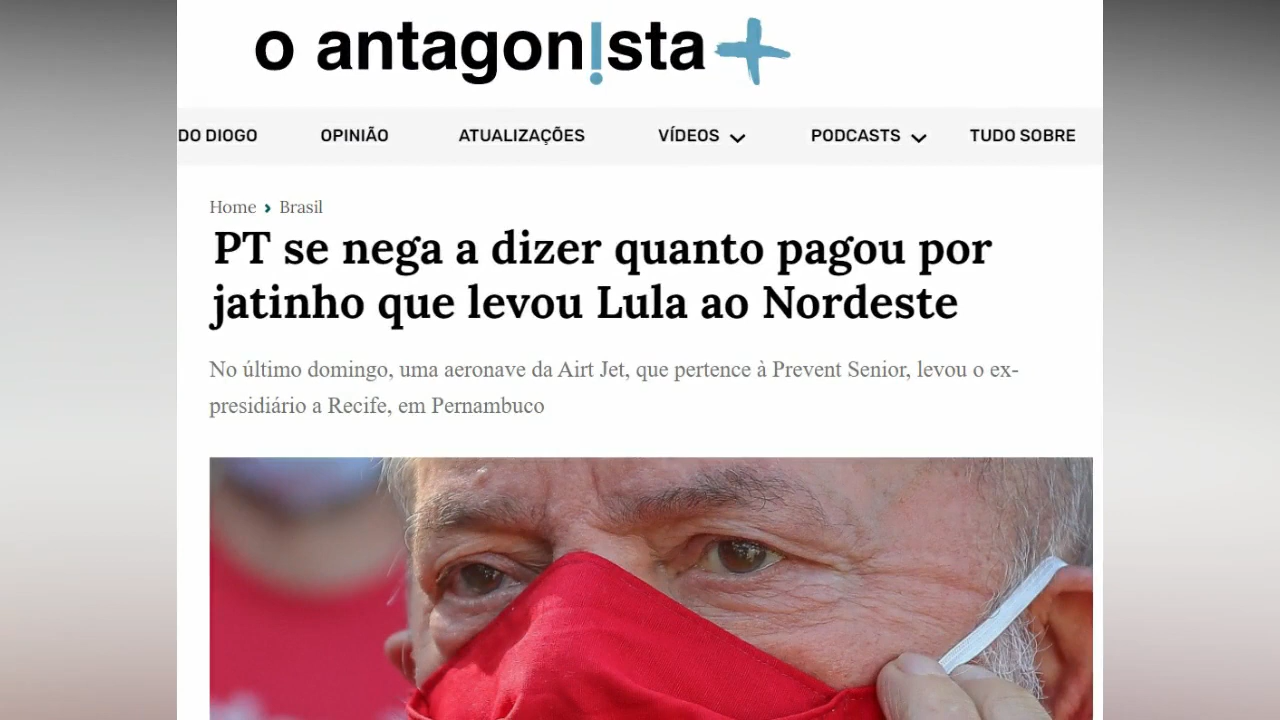 o antagon!sta+
DO DIOGO OPINIÃO ATUALIZAÇÕES VÍDEOS PODCASTS TUDO SOBRE
Home › Brasil
PT se nega a dizer quanto pagou por
jatinho que levou Lula ao Nordeste
No último domingo, uma aeronave da Airt Jet, que pertence à Prevent Senior, levou o ex-
presidiário a Recife, em Pernambuco